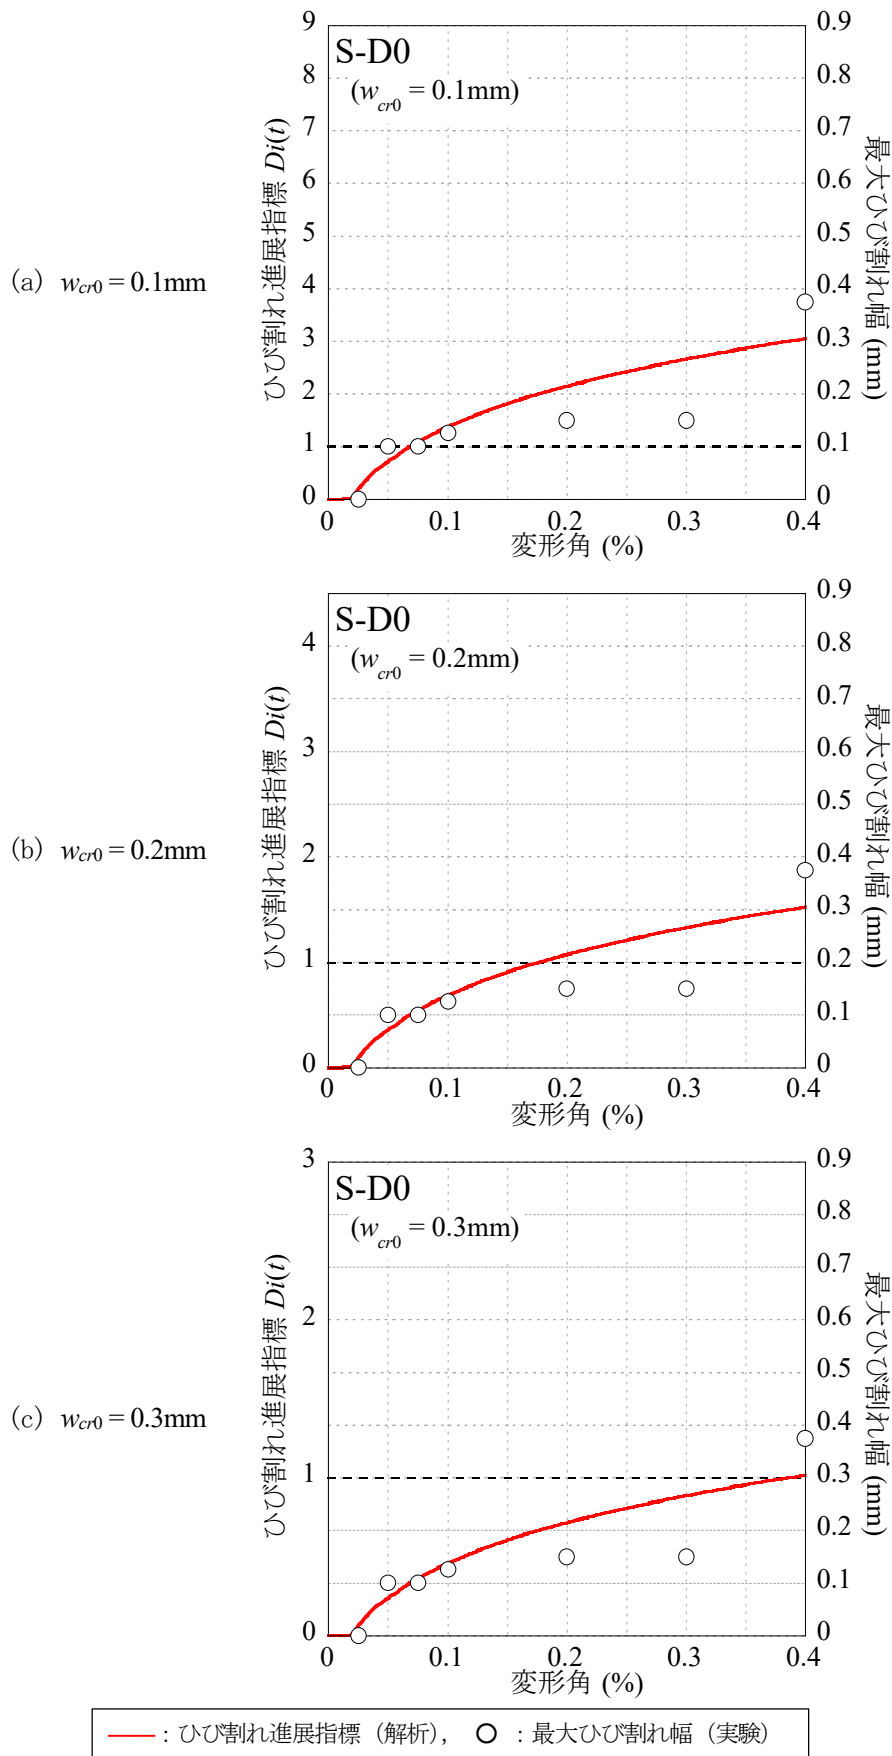 S-D0
(wcr0 = 0.1mm)
(a) wcr0 = 0.1mm
ひび割れ進展指標 Di(t)
9
8
7
6
5
4
3
2
1
0
最大ひび割れ幅 (mm)
0.9
0.8
0.7
0.6
0.5
0.4
0.3
0.2
0.1
0
0 0.1 0.2 0.3 0.4
変形角 (%)
S-D0
(wcr0 = 0.2mm)
(b) wcr0 = 0.2mm
ひび割れ進展指標 Di(t)
4
3
2
1
0
最大ひび割れ幅 (mm)
0.9
0.8
0.7
0.6
0.5
0.4
0.3
0.2
0.1
0
0 0.1 0.2 0.3 0.4
変形角 (%)
S-D0
(wcr0 = 0.3mm)
(c) wcr0 = 0.3mm
ひび割れ進展指標 Di(t)
3
2
1
0
最大ひび割れ幅 (mm)
0.9
0.8
0.7
0.6
0.5
0.4
0.3
0.2
0.1
0
0 0.1 0.2 0.3 0.4
変形角 (%)
：ひび割れ進展指標（解析）， ○ ：最大ひび割れ幅（実験）